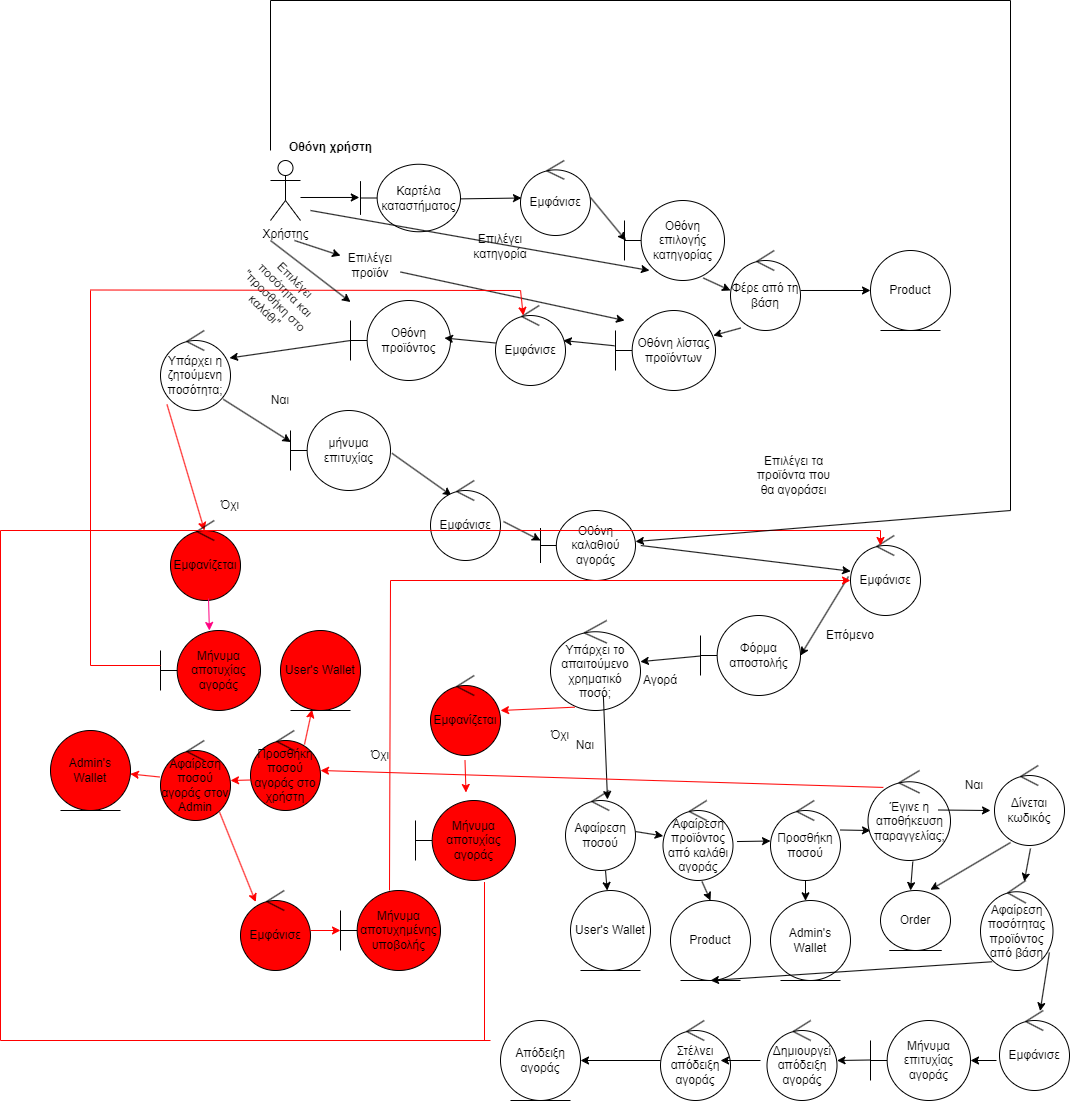 Οθόνη χρήστη
Καρτέλα
καταστήματος
Εμφάνισε
Οθόνη
επιλογής
κατηγορίας
Χρήστης
Επιλέγει
κατηγορία
Επιλέγει
προϊόν
Επιλέγει
ποσότητα και
"προσθήκη στο
καλάθι"
Φέρε από τη
βάση
Product
Οθόνη
προϊόντος
Εμφάνισε
Οθόνη λίστας
προϊόντων
Υπάρχει η
ζητούμενη
ποσότητα;
Ναι
μήνυμα
επιτυχίας
Επιλέγει τα
προϊόντα που
θα αγοράσει
Όχι
Εμφάνισε
Οθόνη
καλαθιού
αγοράς
Εμφανίζεται
Εμφάνισε
Επόμενο
Μήνυμα
αποτυχίας
αγοράς
User's Wallet
Υπάρχει το
απαιτούμενο
χρηματικό
ποσό;
Αγορά
Φόρμα
αποστολής
Εμφανίζεται
Όχι
Ναι
Όχι
Admin's
Wallet
Αφαίρεση
ποσού
αγοράς στον
Admin
Προσθήκη
ποσού
αγοράς στο
χρήστη
Μήνυμα
αποτυχίας
αγοράς
Αφαίρεση
ποσού
Αφαίρεση
προϊόντος
από καλάθι
αγοράς
Προσθήκη
ποσού
Έγινε η
αποθήκευση
παραγγελίας;
Ναι
Δίνεται
κωδικός
Εμφάνισε
Μήνυμα
αποτυχημένης
υποβολής
User's Wallet
Product
Admin's
Wallet
Order
Αφαίρεση
ποσότητας
προϊόντος
από βάση
Απόδειξη
αγοράς
Στέλνει
απόδειξη
αγοράς
Δημιουργεί
απόδειξη
αγοράς
Μήνυμα
επιτυχίας
αγοράς
Εμφάνισε